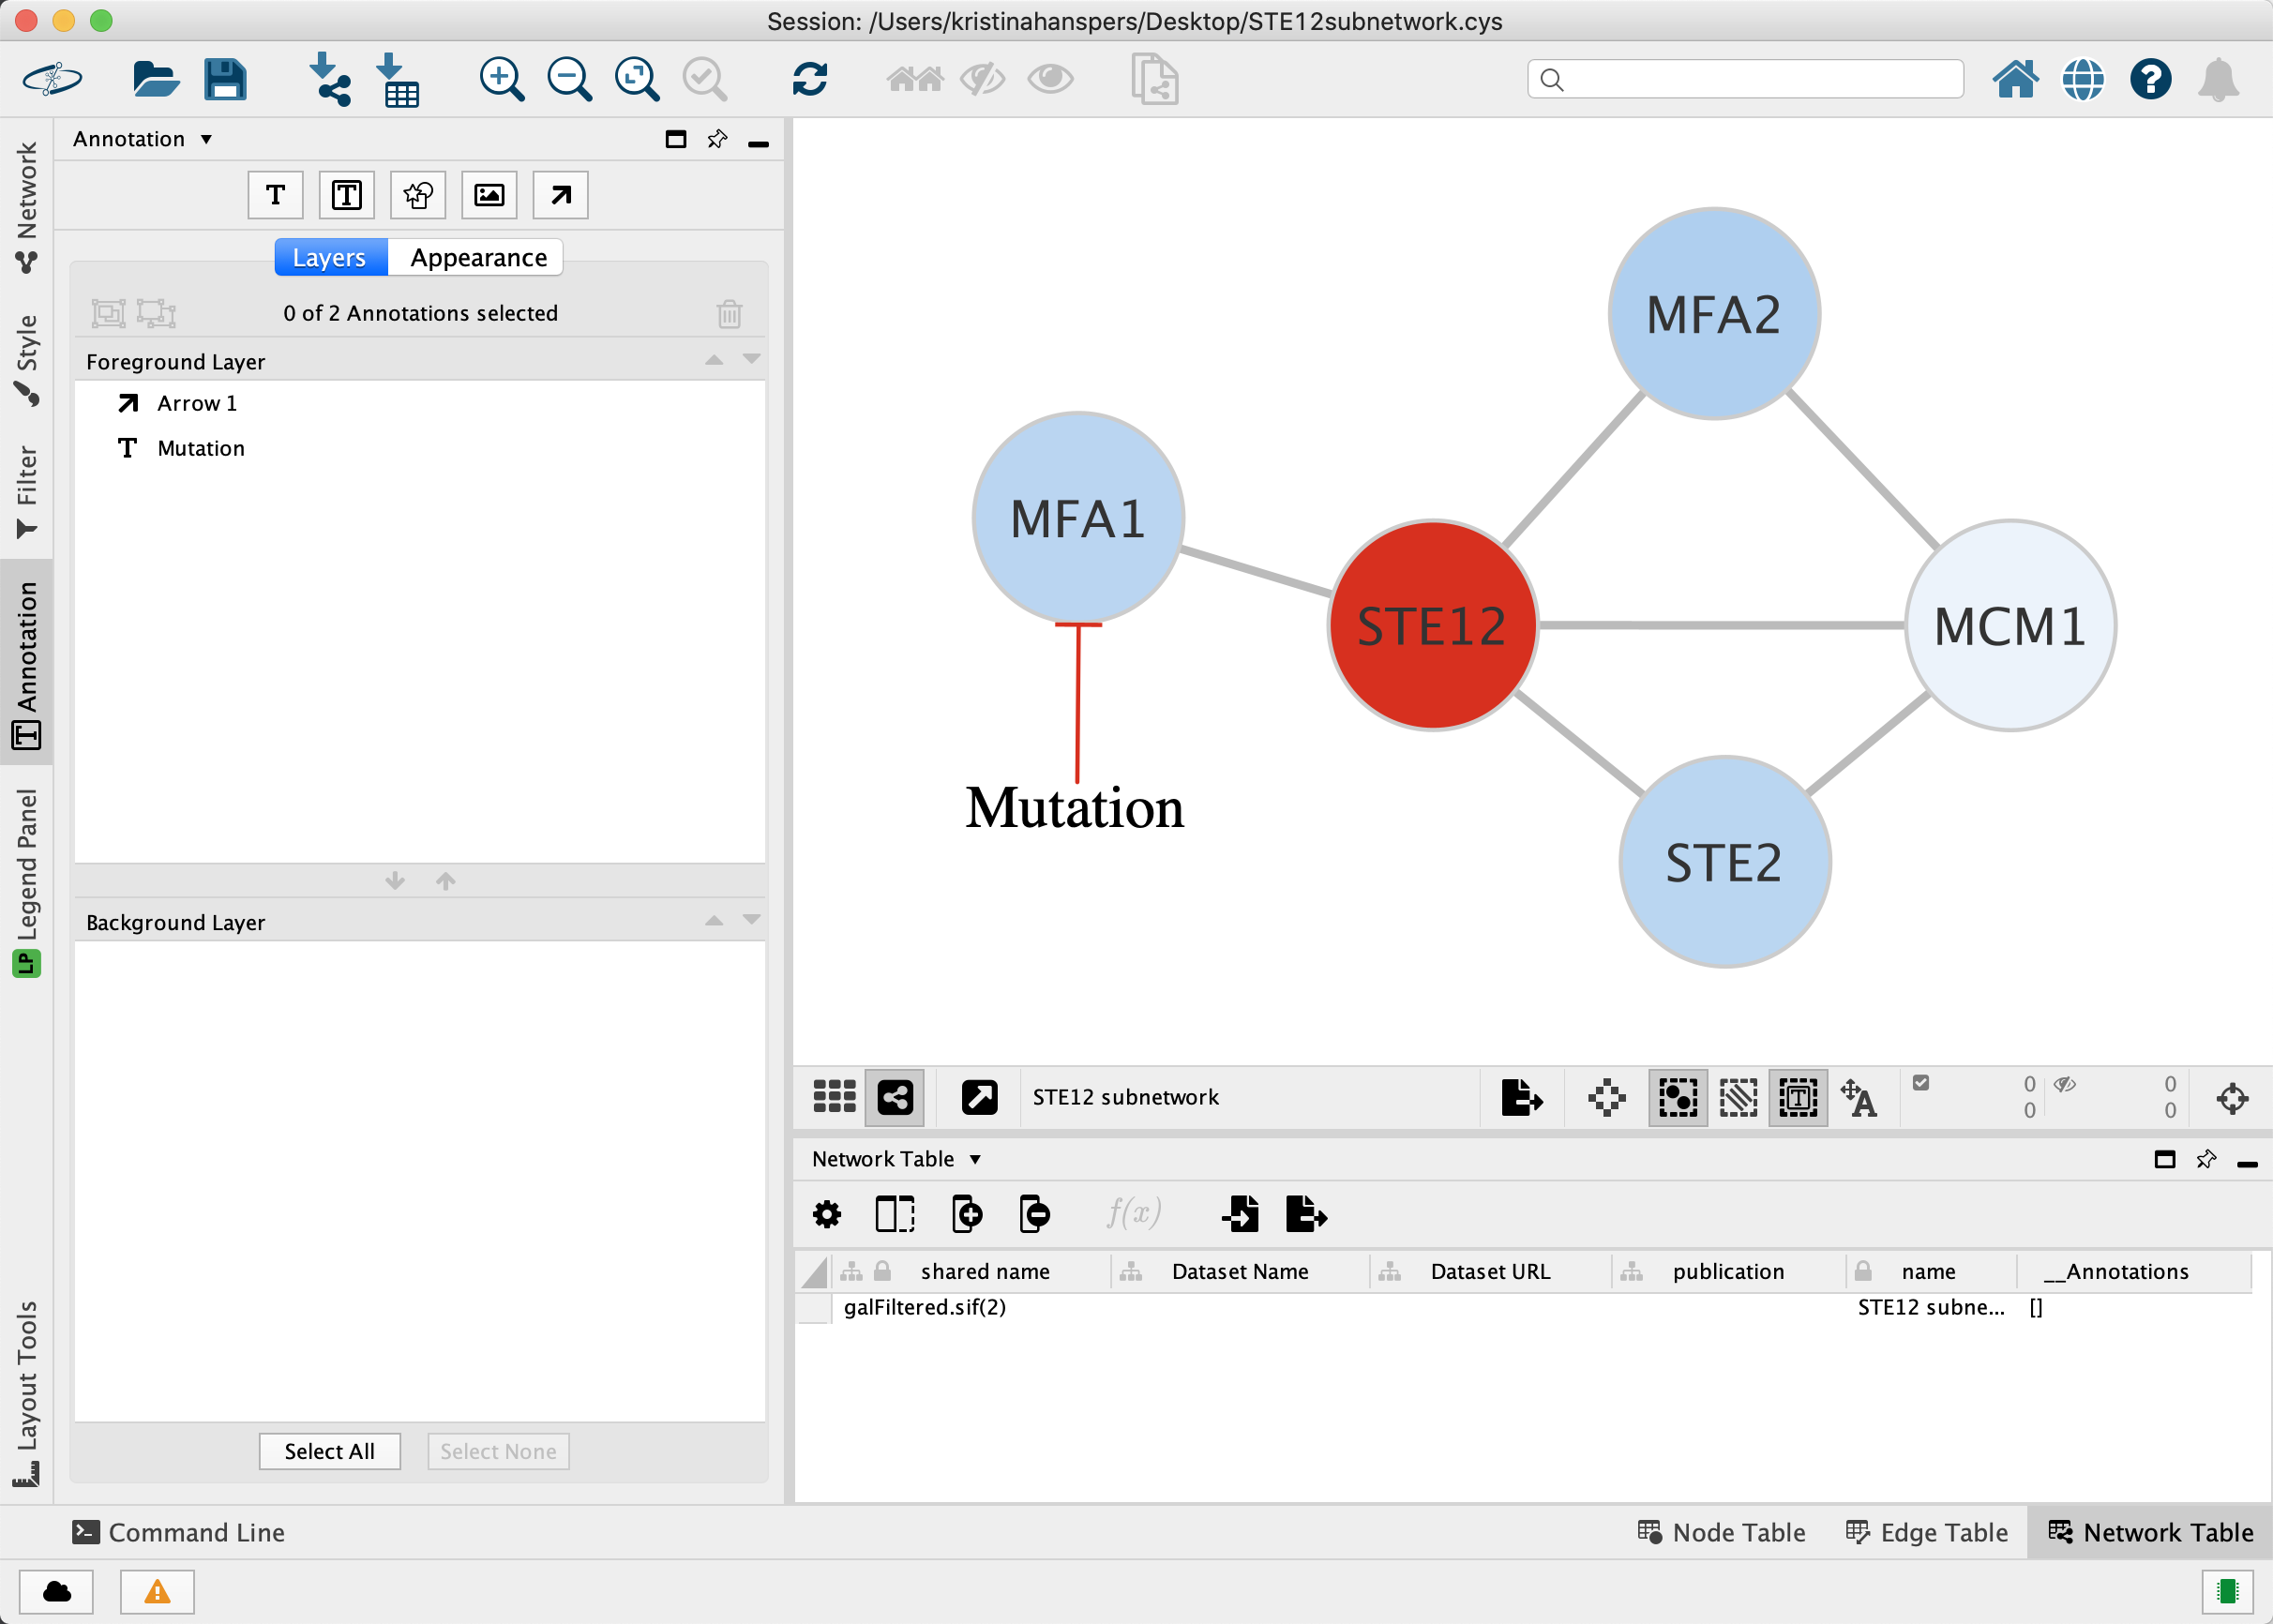 Session: /Users/kristinahanspers/Desktop/STE12subnetwork.cys
Network
Style
Filter
Annotation
Legend Panel
LP
Layout Tools
Annotation
T
T
Layers
Appearance
0 of 2 Annotations selected
Foreground Layer
Arrow 1
T Mutation
Background Layer
Select All
Select None
MFA2
MFA1
STE12
MCM1
STE2
Mutation
STE12 subnetwork
T
A
0
0
0
0
Network Table
f(x)
shared name
Dataset Name
Dataset URL
publication
name
__Annotations
galFiltered.sif(2)
STE12 subne...
[]
Command Line
Node Table
Edge Table
Network Table